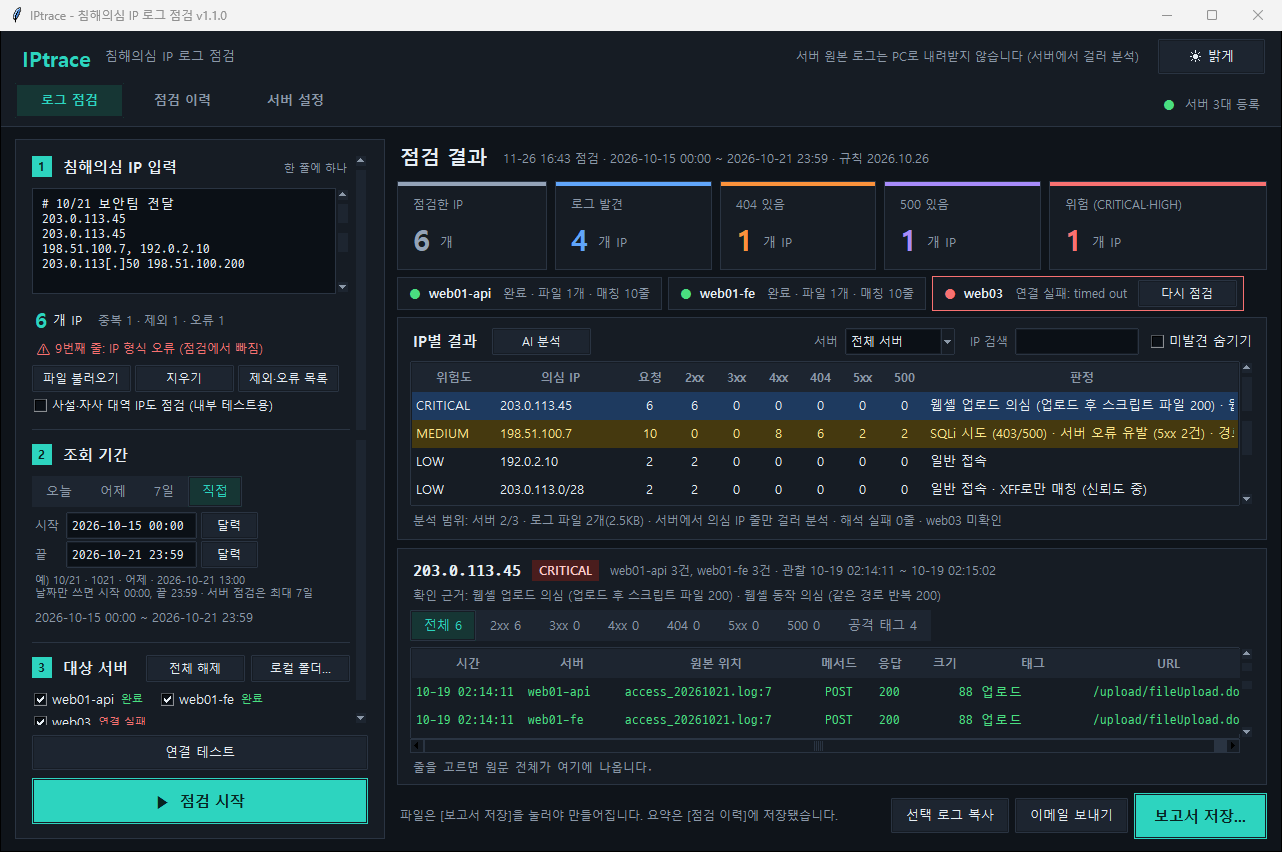 IPtrace - 침해의심 IP 로그 점검 v1.1.0
IPtrace 침해의심 IP 로그 점검
서버 원본 로그는 PC로 내려받지 않습니다 (서버에서 걸러 분석)
☀ 밝게
로그 점검 점검 이력 서버 설정
서버 3대 등록
1 침해의심 IP 입력 한 줄에 하나
# 10/21 보안팀 전달
203.0.113.45
203.0.113.45
198.51.100.7, 192.0.2.10
203.0.113[.]50 198.51.100.200
6 개 IP 중복 1 · 제외 1 · 오류 1
⚠ 9번째 줄: IP 형식 오류 (점검에서 빠짐)
파일 불러오기 지우기 제외·오류 목록
사설·자사 대역 IP도 점검 (내부 테스트용)
2 조회 기간
오늘 어제 7일 직접
시작 2026-10-15 00:00 달력
끝 2026-10-21 23:59 달력
예) 10/21 · 1021 · 어제 · 2026-10-21 13:00
날짜만 쓰면 시작 00:00, 끝 23:59 · 서버 점검은 최대 7일
2026-10-15 00:00 ~ 2026-10-21 23:59
3 대상 서버 전체 해제 로컬 폴더...
web01-api 완료 web01-fe 완료
web03 연결 실패
연결 테스트
▶ 점검 시작
점검 결과 11-26 16:43 점검 · 2026-10-15 00:00 ~ 2026-10-21 23:59 · 규칙 2026.10.26
점검한 IP
6 개
로그 발견
4 개 IP
404 있음
1 개 IP
500 있음
1 개 IP
위험 (CRITICAL·HIGH)
1 개 IP
web01-api 완료 · 파일 1개 · 매칭 10줄
web01-fe 완료 · 파일 1개 · 매칭 10줄
web03 연결 실패: timed out 다시 점검
IP별 결과 AI 분석 서버 전체 서버 IP 검색 미발견 숨기기
위험도 의심 IP 요청 2xx 3xx 4xx 404 5xx 500 판정
CRITICAL 203.0.113.45 6 6 0 0 0 0 0 웹셸 업로드 의심 (업로드 후 스크립트 파일 200) ·
MEDIUM 198.51.100.7 10 0 0 8 6 2 2 SQLi 시도 (403/500) · 서버 오류 유발 (5xx 2건) ·
LOW 192.0.2.10 2 2 0 0 0 0 0 일반 접속
LOW 203.0.113.0/28 2 2 0 0 0 0 0 일반 접속 · XFF로만 매칭 (신뢰도 중)
분석 범위: 서버 2/3 · 로그 파일 2개(2.5KB) · 서버에서 의심 IP 줄만 걸러 분석 · 해석 실패 0줄 · web03 미확인
203.0.113.45 CRITICAL web01-api 3건, web01-fe 3건 · 관찰 10-19 02:14:11 ~ 10-19 02:15:02
확인 근거: 웹셸 업로드 의심 (업로드 후 스크립트 파일 200) · 웹셸 동작 의심 (같은 경로 반복 200)
전체 6 2xx 6 3xx 0 4xx 0 404 0 5xx 0 500 0 공격 태그 4
시간 서버 원본 위치 메서드 응답 크기 태그 URL
10-19 02:14:11 web01-api access_20261021.log:7 POST 200 88 업로드 /upload/fileUpload.do
10-19 02:14:11 web01-fe access_20261021.log:7 POST 200 88 업로드 /upload/fileUpload.do
줄을 고르면 원문 전체가 여기에 나옵니다.
파일은 [보고서 저장]을 눌러야 만들어집니다. 요약은 [점검 이력]에 저장됐습니다.
선택 로그 복사 이메일 보내기 보고서 저장...